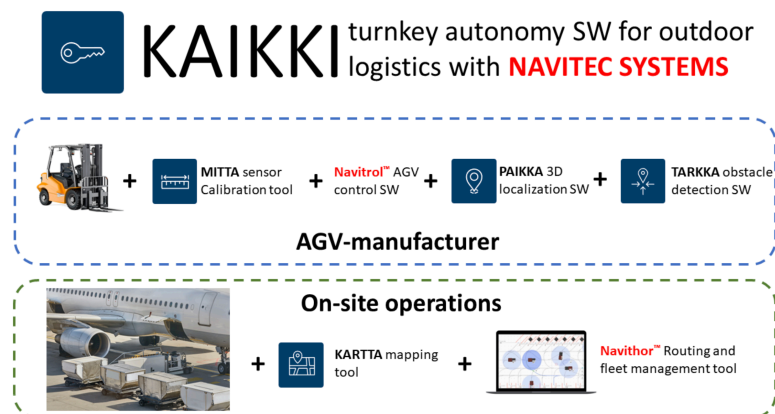 KAIKKI
turnkey autonomy SW for outdoor
logistics with NAVITEC SYSTEMS
MITTA sensor
Calibration tool
Navitrol™ AGV
control SW
PAIKKA 3D
localization SW
TARKKA obstacle
detection SW
AGV-manufacturer
On-site operations
KARTTA mapping
tool
Navithor™ Routing and
fleet management tool